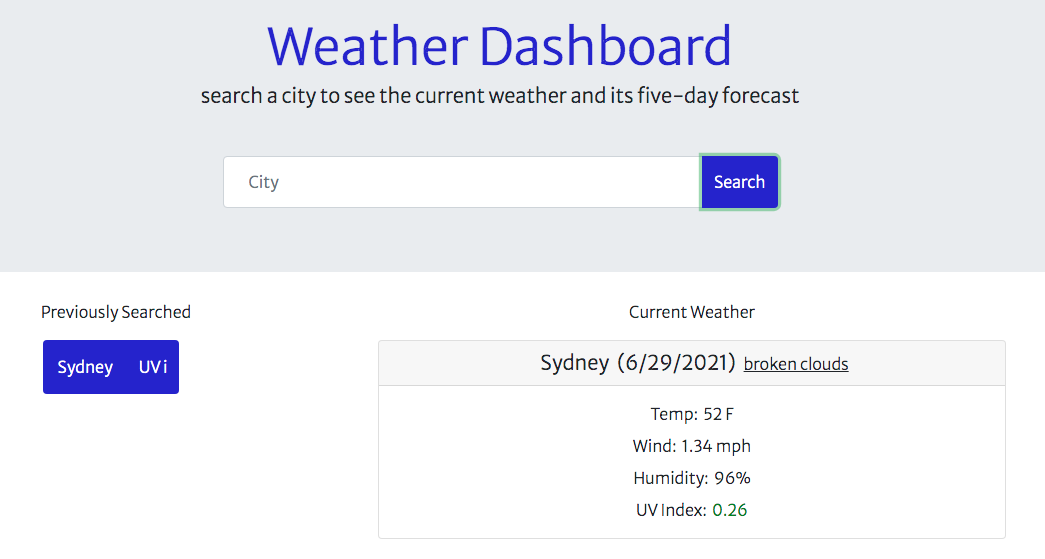 Weather Dashboard
search a city to see the current weather and its five-day forecast
City
Search
Previously Searched
Sydney UV i
Current Weather
Sydney (6/29/2021) broken clouds
Temp: 52 F
Wind: 1.34 mph
Humidity: 96%
UV Index: 0.26